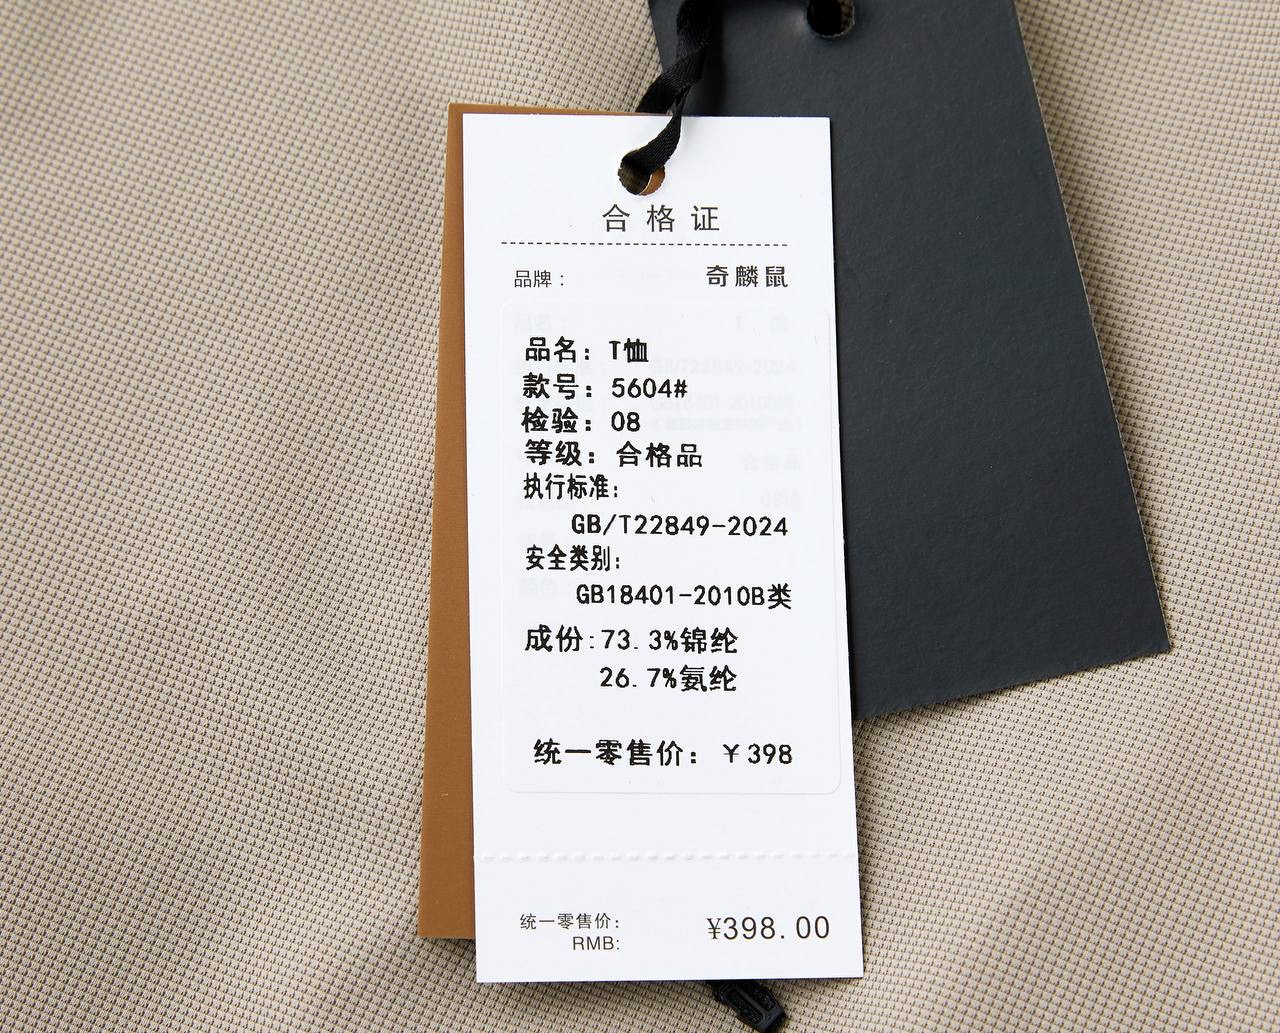 合格证
品牌: 奇麟鼠
品名: T恤
款号: 5604#
检验: 08
等级: 合格品
执行标准:
GB/T22849-2024
安全类别:
GB18401-2010B类
成份:73.3%锦纶
26.7%氨纶
统一零售价: ¥398
统一零售价:
RMB: ¥398.00